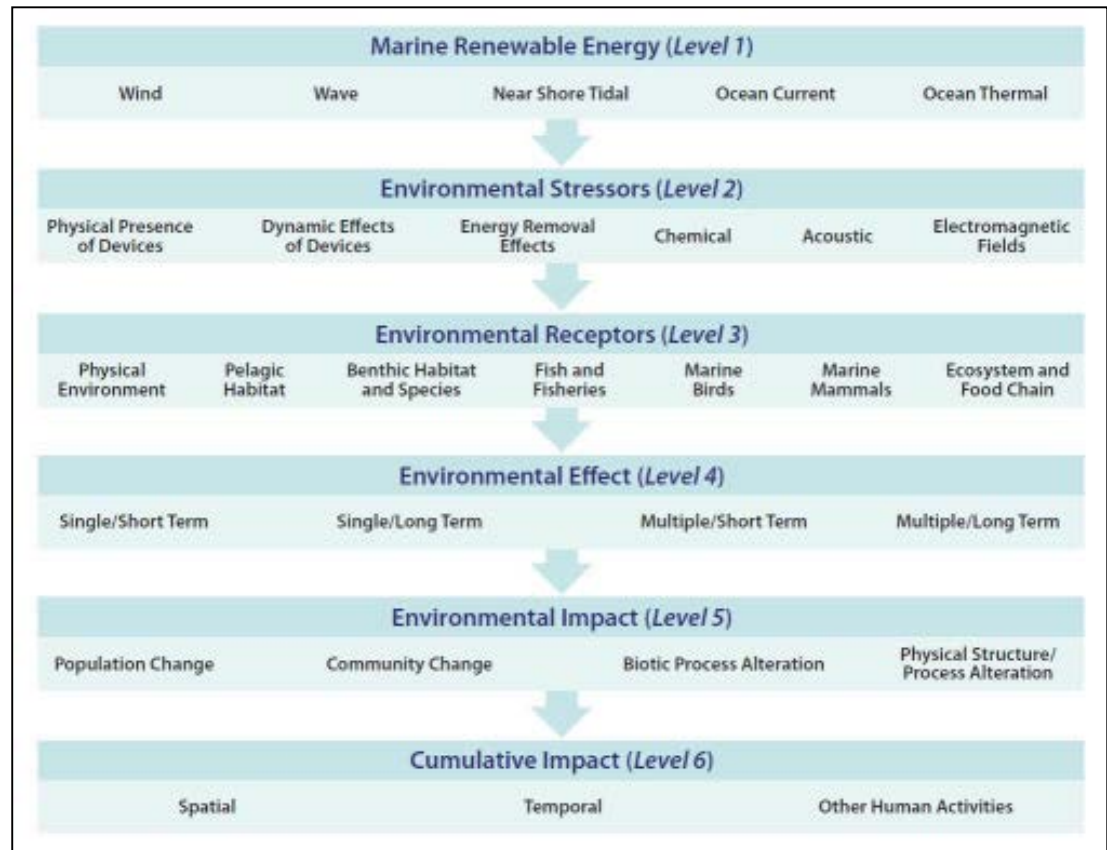 Marine Renewable Energy (Level 1)
Wind Wave Near Shore Tidal Ocean Current Ocean Thermal
Environmental Stressors (Level 2)
Physical Presence of Devices Dynamic Effects of Devices Energy Removal Effects Chemical Acoustic Electromagnetic Fields
Environmental Receptors (Level 3)
Physical Environment Pelagic Habitat Benthic Habitat and Species Fish and Fisheries Marine Birds Marine Mammals Ecosystem and Food Chain
Environmental Effect (Level 4)
Single/Short Term Single/Long Term Multiple/Short Term Multiple/Long Term
Environmental Impact (Level 5)
Population Change Community Change Biotic Process Alteration Physical Structure/ Process Alteration
Cumulative Impact (Level 6)
Spatial Temporal Other Human Activities